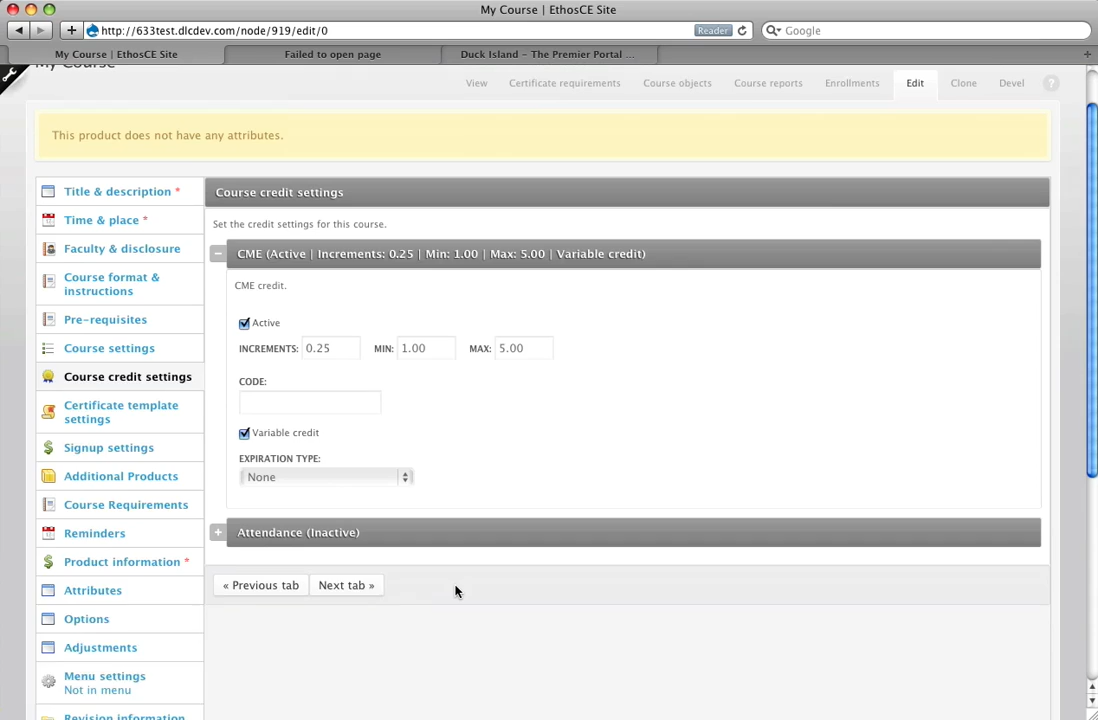 My Course | EthosCE Site
http://633test.dlcdev.com/node/919/edit/0
Reader
Google
My Course | EthosCE Site
Failed to open page
Duck Island – The Premier Portal ...
My Course
View
Certificate requirements
Course objects
Course reports
Enrollments
Edit
Clone
Devel
?
This product does not have any attributes.
Title & description *
Time & place *
Faculty & disclosure
Course format &
instructions
Pre-requisites
Course settings
Course credit settings
Certificate template
settings
Signup settings
Additional Products
Course Requirements
Reminders
Product information *
Attributes
Options
Adjustments
Menu settings
Not in menu
Revision information
Course credit settings
Set the credit settings for this course.
CME (Active | Increments: 0.25 | Min: 1.00 | Max: 5.00 | Variable credit)
CME credit.
Active
INCREMENTS: 0.25 MIN: 1.00 MAX: 5.00
CODE:
Variable credit
EXPIRATION TYPE:
None
Attendance (Inactive)
« Previous tab
Next tab »